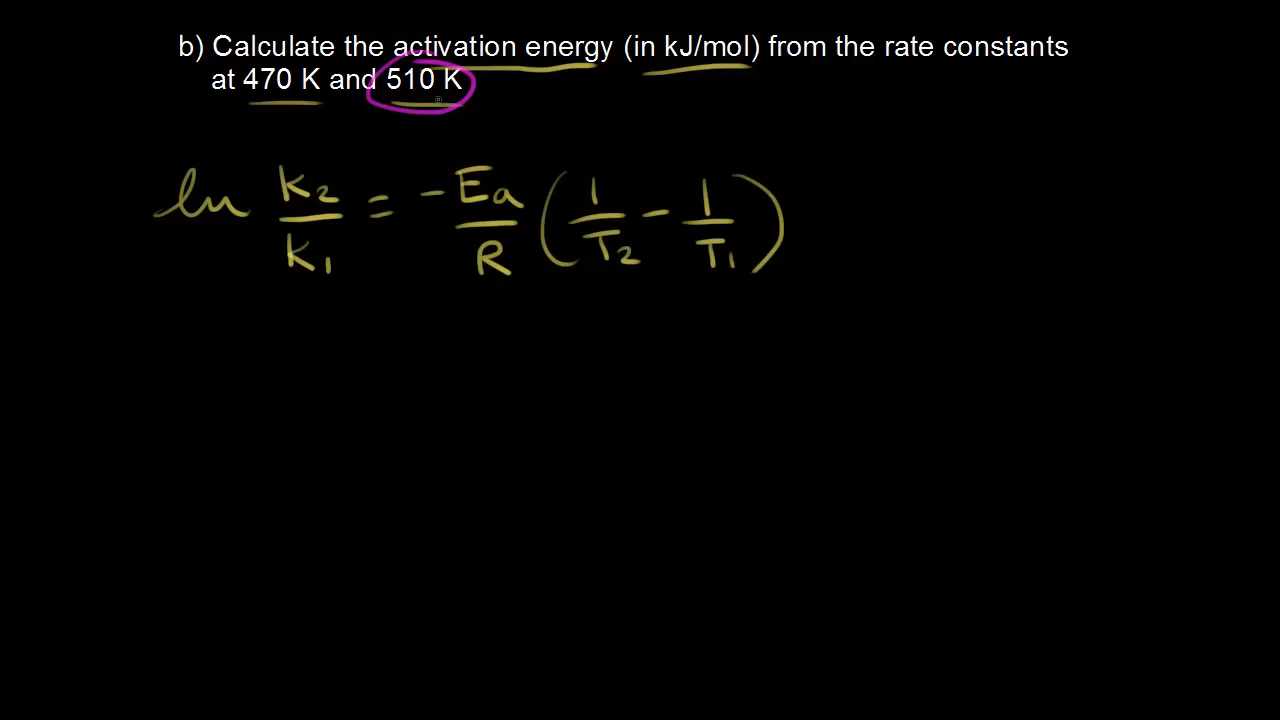 b) Calculate the activation energy (in kJ/mol) from the rate constants
at 470 K and 510 K
ln k₂/k₁ = -Ea/R (1/T₂ - 1/T₁)